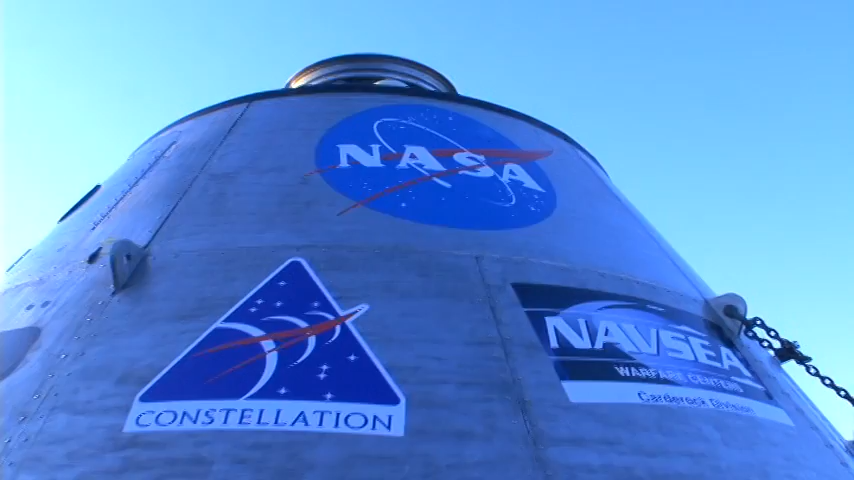 NASA
CONSTELLATION
NAVSEA
WARFARE CENTERS
Carderock Division